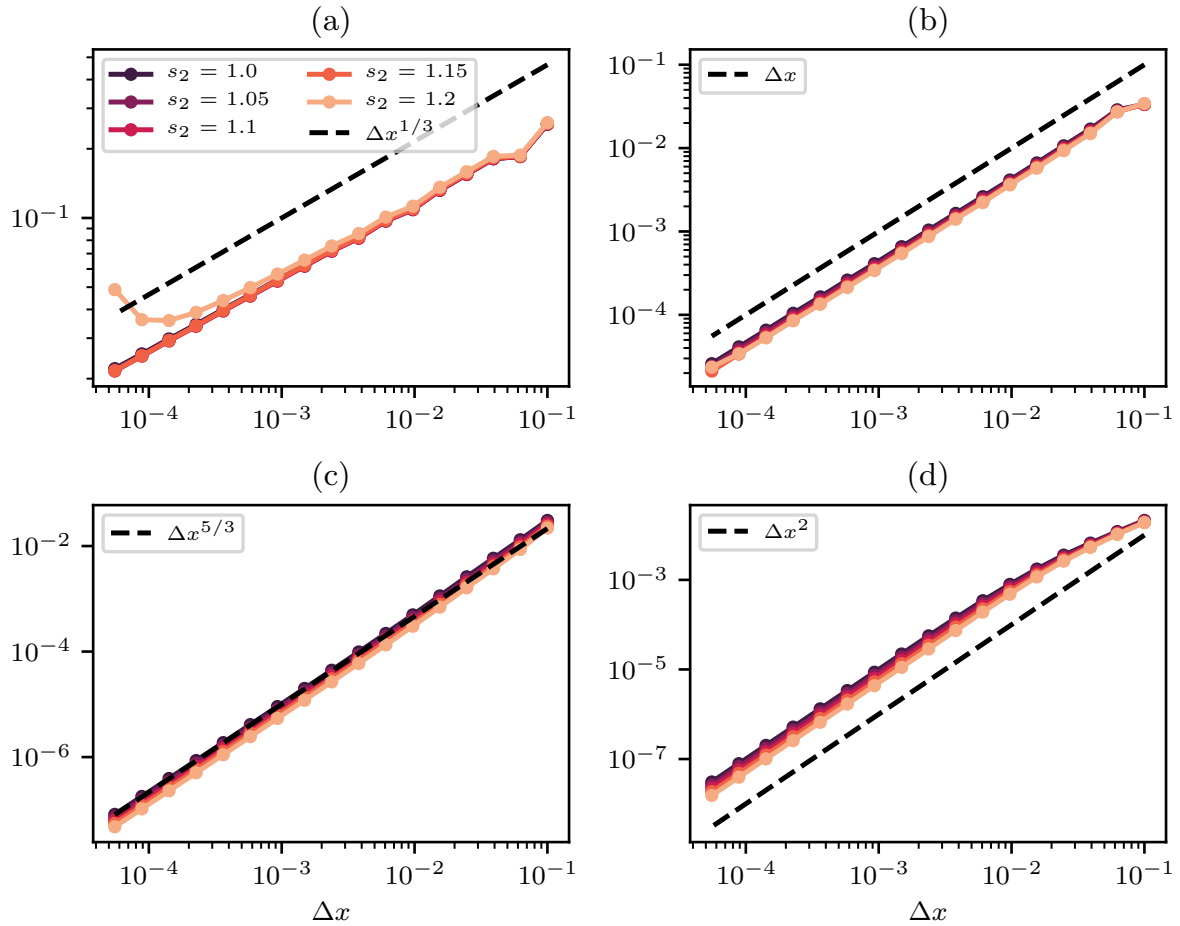 (a)
s₂ = 1.0
s₂ = 1.05
s₂ = 1.1
s₂ = 1.15
s₂ = 1.2
Δx^{1/3}
10⁻¹
10⁻⁴ 10⁻³ 10⁻² 10⁻¹
(b)
Δx
10⁻¹
10⁻²
10⁻³
10⁻⁴
10⁻⁴ 10⁻³ 10⁻² 10⁻¹
(c)
Δx^{5/3}
10⁻²
10⁻⁴
10⁻⁶
10⁻⁴ 10⁻³ 10⁻² 10⁻¹
Δx
(d)
Δx²
10⁻³
10⁻⁵
10⁻⁷
10⁻⁴ 10⁻³ 10⁻² 10⁻¹
Δx